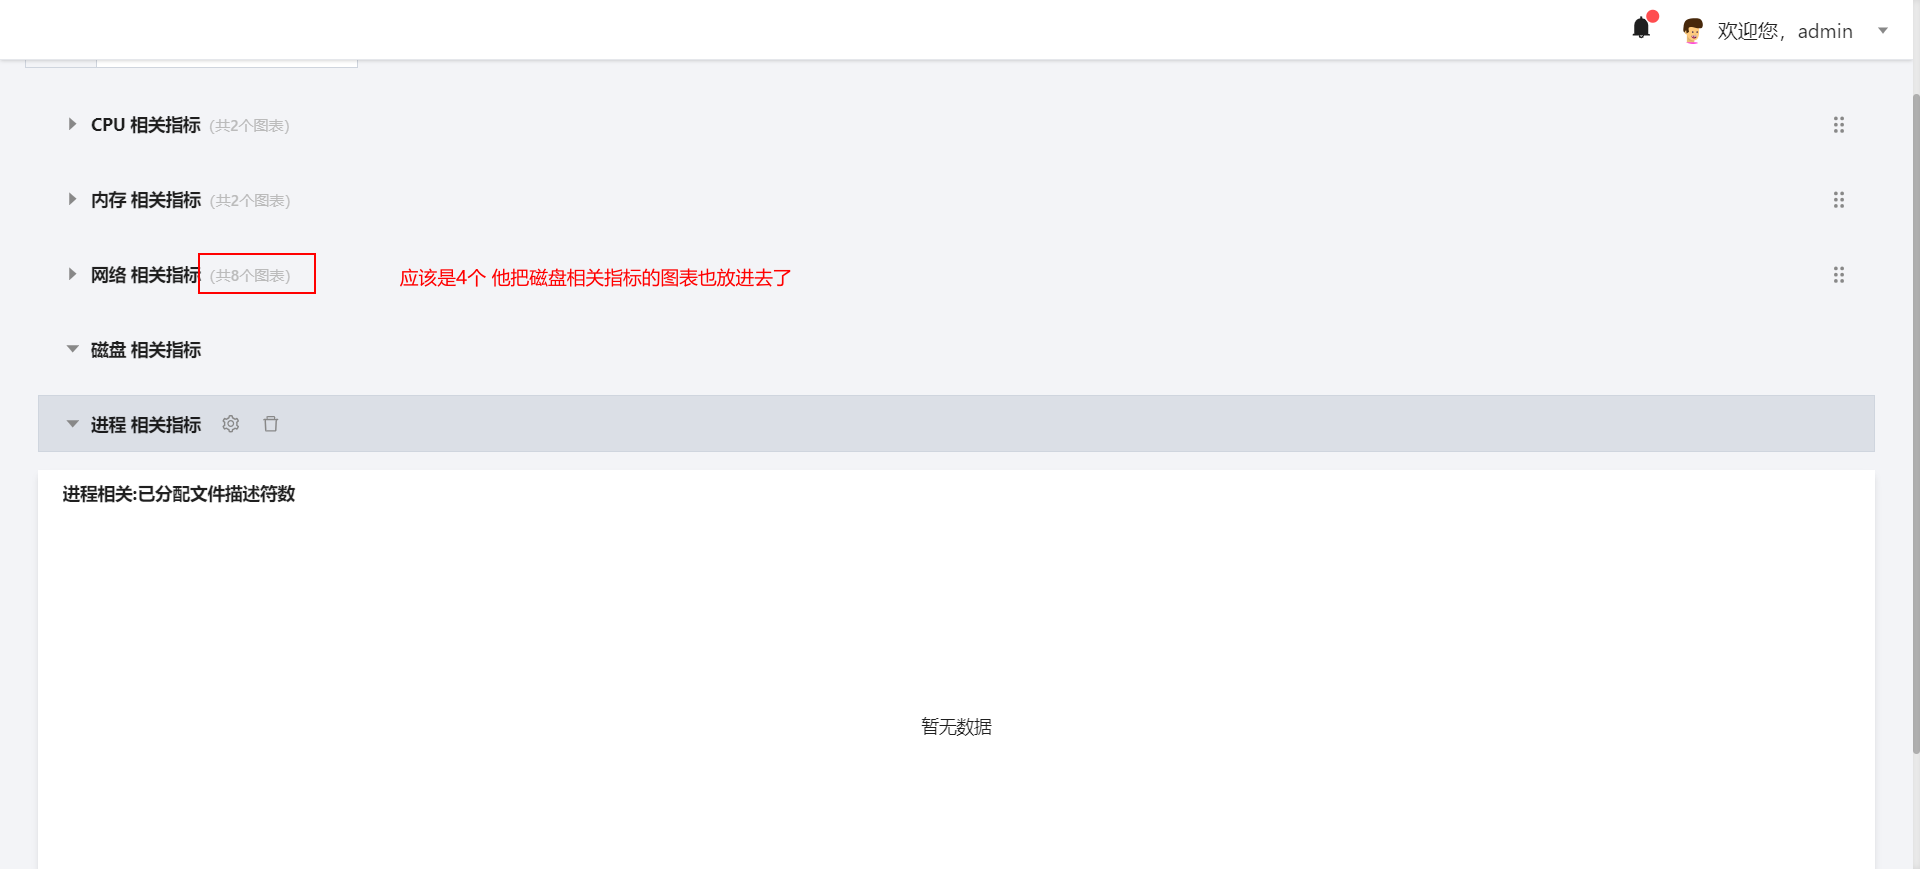 欢迎您，admin
CPU 相关指标 (共2个图表)
内存 相关指标 (共2个图表)
网络 相关指标 (共8个图表) 应该是4个 他把磁盘相关指标的图表也放进去了
磁盘 相关指标
进程 相关指标
进程相关:已分配文件描述符数
暂无数据